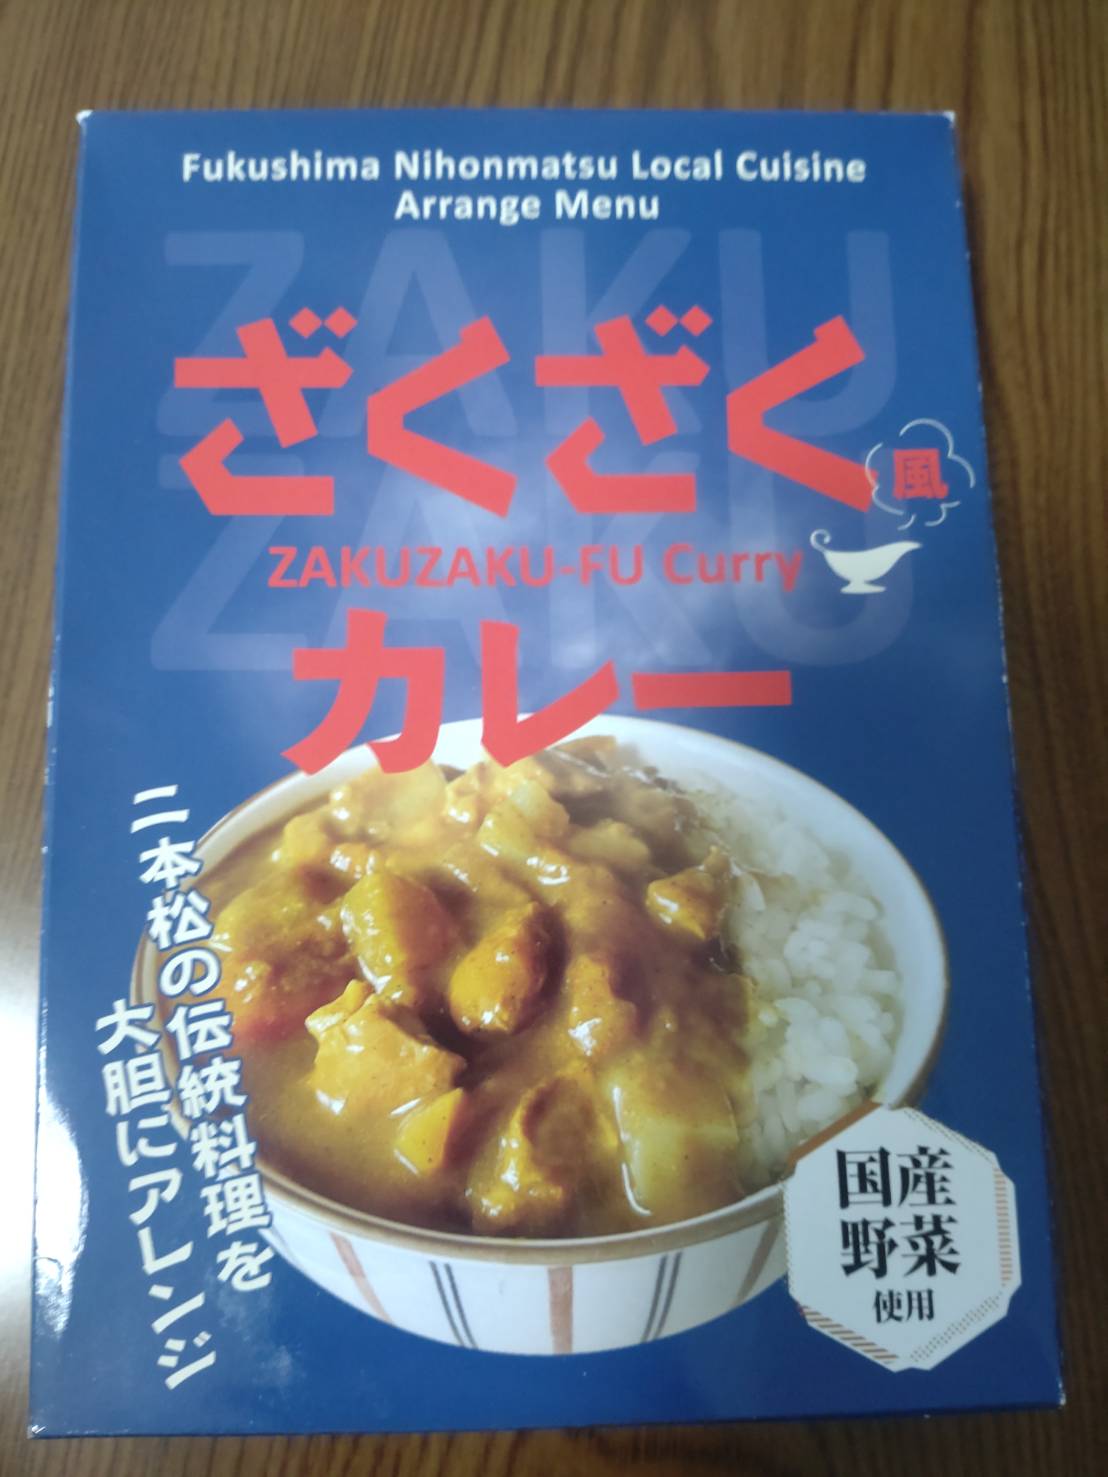 Fukushima Nihonmatsu Local Cuisine
Arrange Menu
ZAKU
ZAKU
ざくざく風
ZAKUZAKU-FU Curry
カレー
二本松の伝統料理を
大胆にアレンジ
国産
野菜
使用